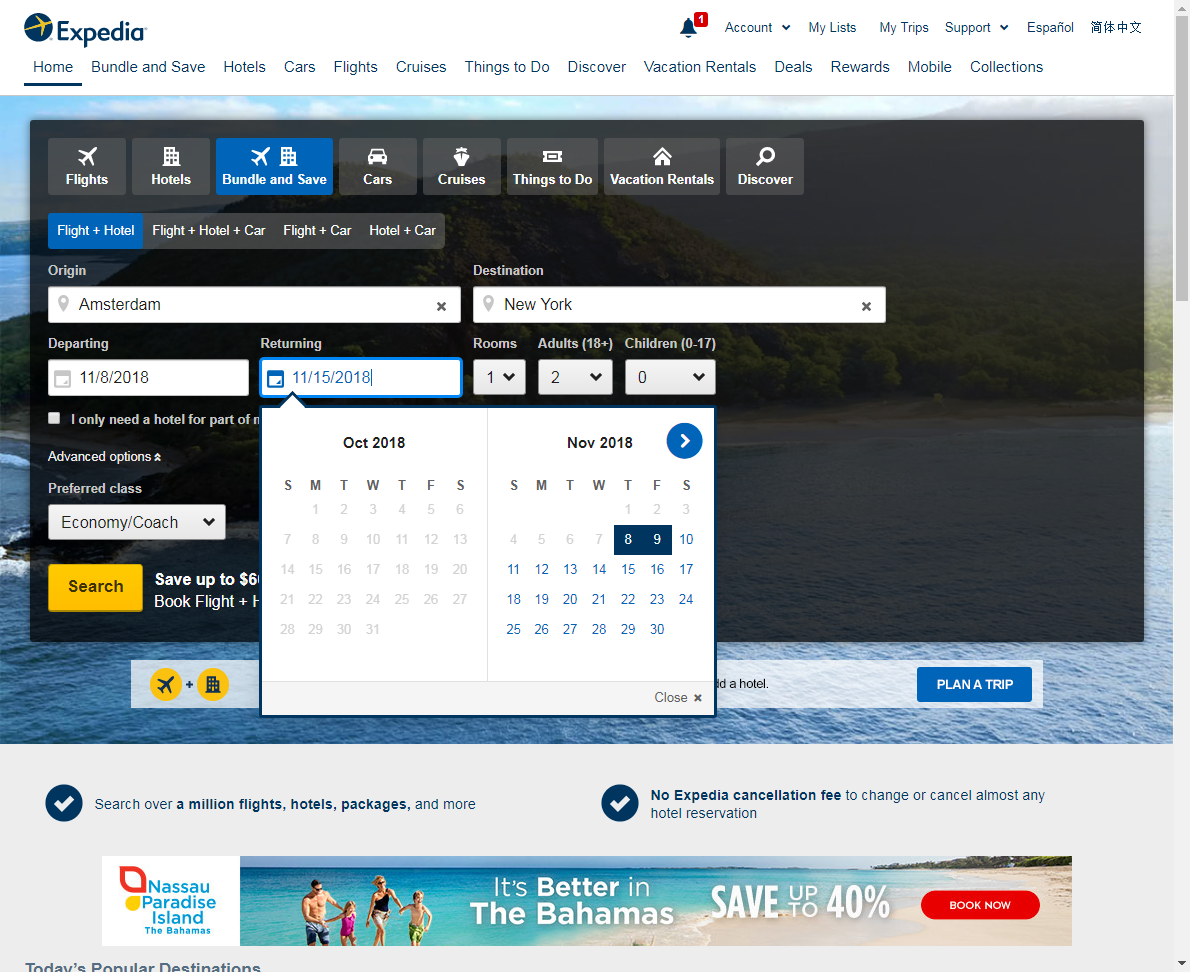 Expedia
1
Account
My Lists
My Trips
Support
Español
简体中文
Home
Bundle and Save
Hotels
Cars
Flights
Cruises
Things to Do
Discover
Vacation Rentals
Deals
Rewards
Mobile
Collections
Flights
Hotels
Bundle and Save
Cars
Cruises
Things to Do
Vacation Rentals
Discover
Flight + Hotel
Flight + Hotel + Car
Flight + Car
Hotel + Car
Origin
Destination
Amsterdam
New York
Departing
Returning
Rooms
Adults (18+)
Children (0-17)
11/8/2018
11/15/2018
1
2
0
I only need a hotel for part of
Advanced options
Preferred class
Economy/Coach
Search
Save up to
Book Flight +
Oct 2018
S M T W T F S
1 2 3 4 5 6
7 8 9 10 11 12 13
14 15 16 17 18 19 20
21 22 23 24 25 26 27
28 29 30 31
Nov 2018
S M T W T F S
1 2 3
4 5 6 7 8 9 10
11 12 13 14 15 16 17
18 19 20 21 22 23 24
25 26 27 28 29 30
Close
+
a hotel.
PLAN A TRIP
Search over a million flights, hotels, packages, and more
No Expedia cancellation fee to change or cancel almost any
hotel reservation
Nassau
Paradise
Island
The Bahamas
It's Better in
The Bahamas
SAVE UP TO 40%
BOOK NOW
Today's Popular Destinations